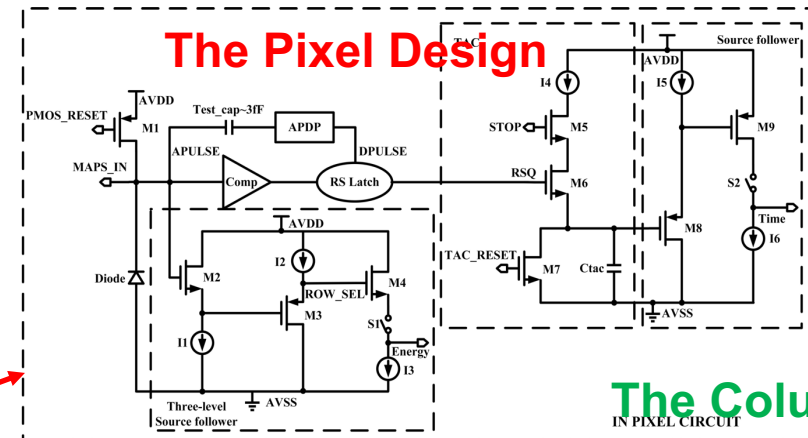 The Pixel Design
TAC
Source follower
AVDD
I4
I5
AVDD
PMOS_RESET
M1
Test_cap~3fF
APDP
STOP
M5
M9
APULSE
DPULSE
MAPS_IN
Comp
RS Latch
RSQ
M6
S2
Time
M8
I6
AVDD
TAC_RESET
M7
Ctac
Diode
M2
I2
M4
ROW_SEL
M3
S1
AVSS
I1
Energy
I3
Three-level
Source follower
AVSS
The Colu
IN PIXEL CIRCUIT